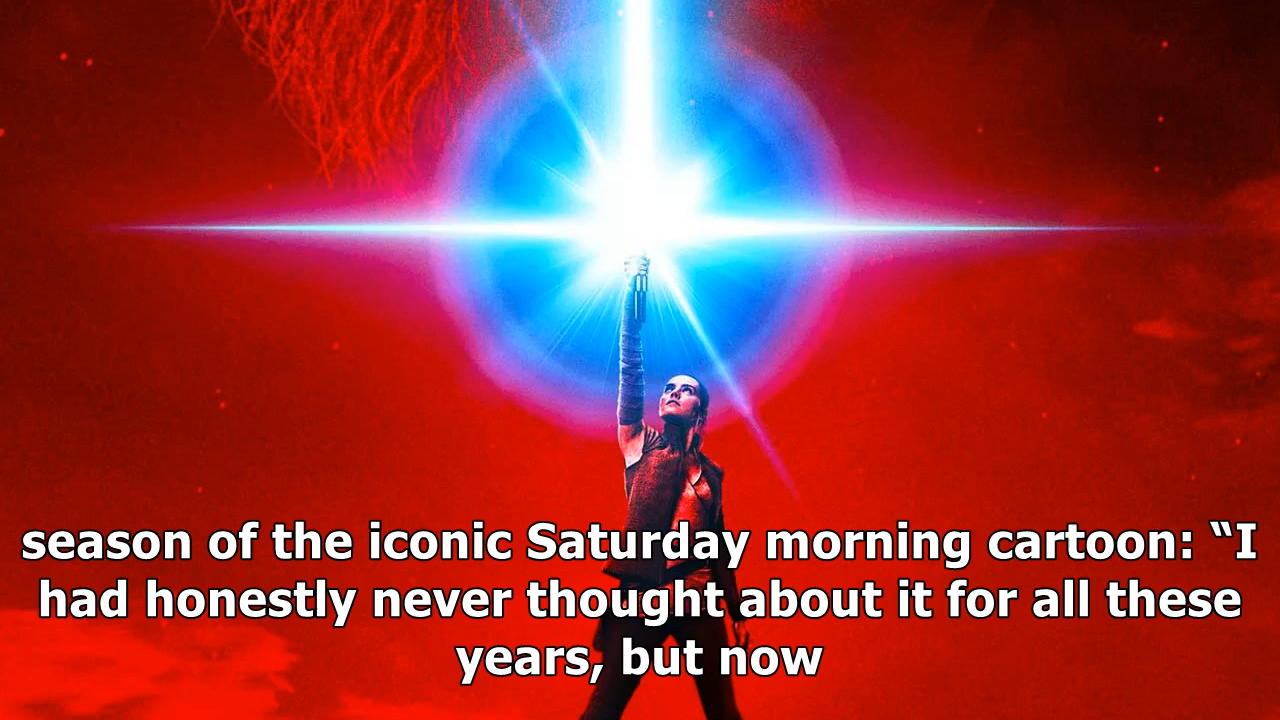 season of the iconic Saturday morning cartoon: “I
had honestly never thought about it for all these
years, but now